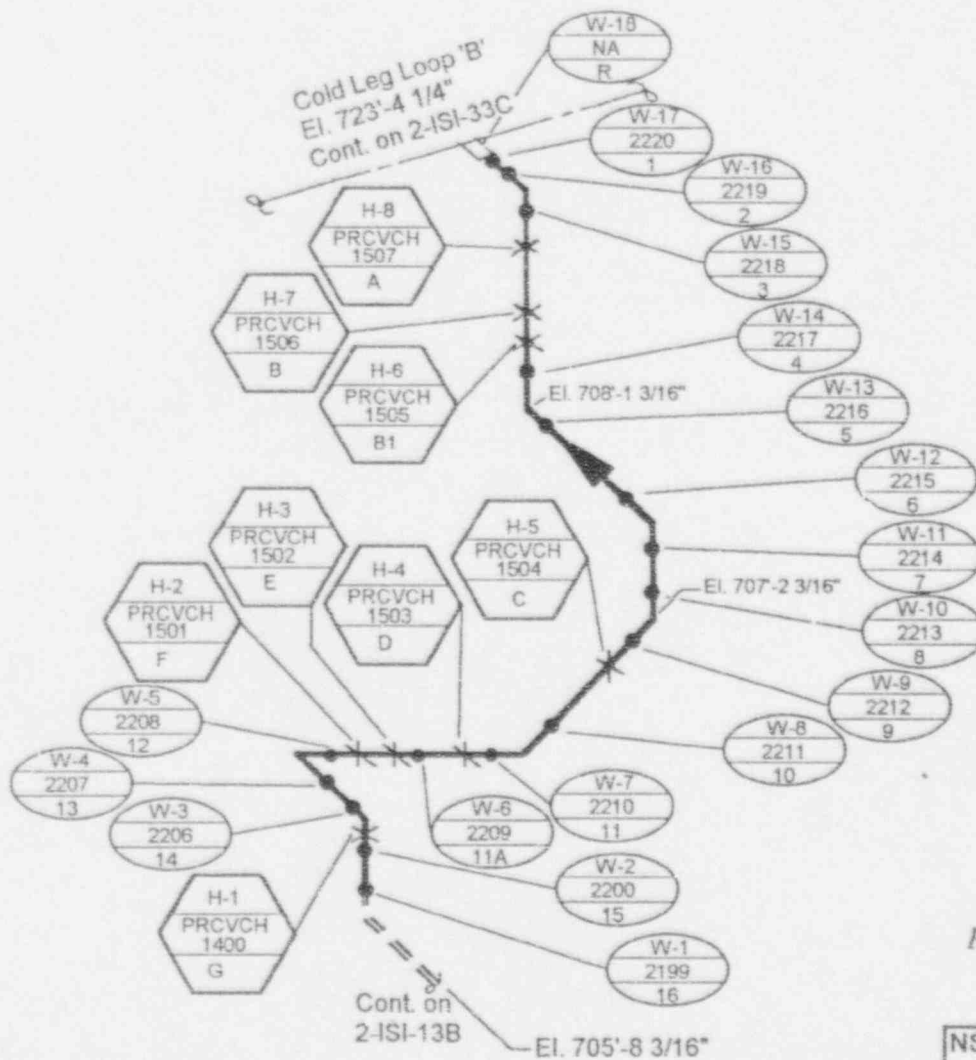 W-18
NA
R
Cold Leg Loop 'B'
El. 723'-4 1/4"
Cont. on 2-ISI-33C
W-17
2220
1
W-16
2219
2
H-8
PRCVCH
1507
A
W-15
2218
3
H-7
PRCVCH
1506
B
W-14
2217
4
H-6
PRCVCH
1505
B1
El. 708'-1 3/16"
W-13
2216
5
W-12
2215
6
H-3
PRCVCH
1502
E
H-5
PRCVCH
1504
C
W-11
2214
7
H-4
PRCVCH
1503
D
H-2
PRCVCH
1501
F
El. 707'-2 3/16"
W-10
2213
8
W-9
2212
9
W-5
2208
12
W-8
2211
10
W-4
2207
13
W-7
2210
11
W-6
2209
11A
W-3
2206
14
W-2
2200
15
H-1
PRCVCH
1400
G
W-1
2199
16
Cont. on
2-ISI-13B
El. 705'-8 3/16"